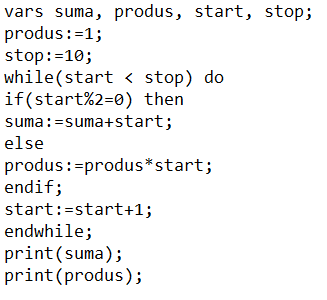 vars suma, produs, start, stop;
produs:=1;
stop:=10;
while(start < stop) do
if(start%2=0) then
suma:=suma+start;
else
produs:=produs*start;
endif;
start:=start+1;
endwhile;
print(suma);
print(produs);